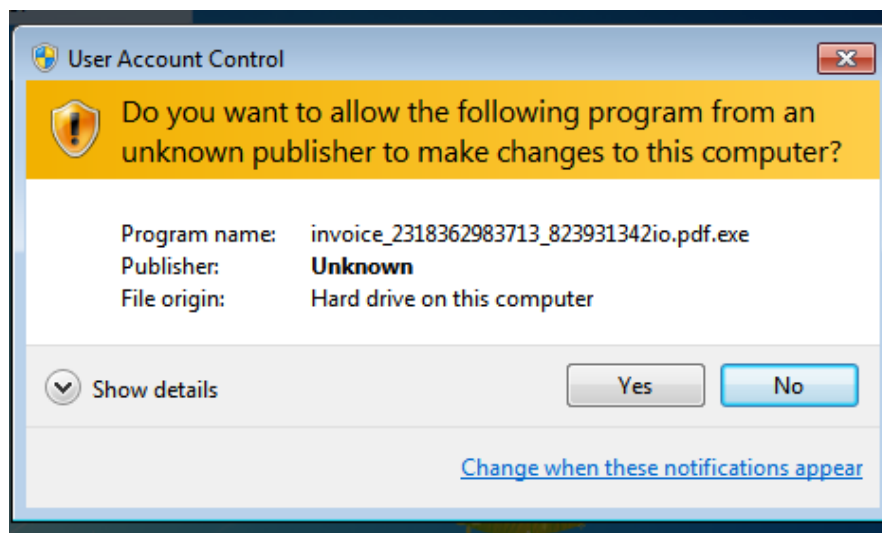 User Account Control
Do you want to allow the following program from an
unknown publisher to make changes to this computer?
Program name: invoice_2318362983713_823931342io.pdf.exe
Publisher: Unknown
File origin: Hard drive on this computer
Show details
Yes
No
Change when these notifications appear